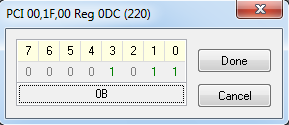 PCI 00,1F,00 Reg 0DC (220)
7 6 5 4 3 2 1 0
0 0 0 0 1 0 1 1
0B
Done
Cancel